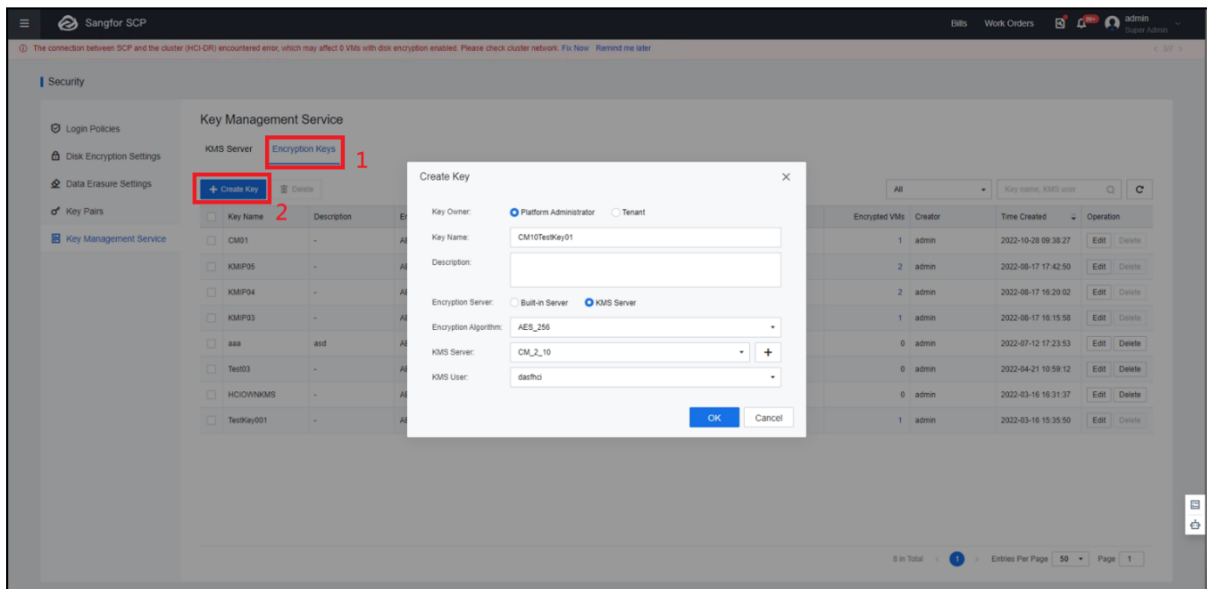 Sangfor SCP
Bills Work Orders 99+ admin
Super Admin
The connection between SCP and the cluster (HCI-DR) encountered error, which may affect 0 VMs with disk encryption enabled. Please check cluster network. Fix Now Remind me later
Security
Login Policies
Disk Encryption Settings
Data Erasure Settings
Key Pairs
Key Management Service
Key Management Service
KMS Server Encryption Keys 1
+ Create Key Delete 2
All Key name, KMS user
Key Name Description Encrypted VMs Creator Time Created Operation
CM01 - 1 admin 2022-10-28 09:38:27 Edit Delete
KMIP05 - 2 admin 2022-08-17 17:42:50 Edit Delete
KMIP04 - 2 admin 2022-08-17 16:20:02 Edit Delete
KMIP03 - 1 admin 2022-08-17 16:15:58 Edit Delete
aaa asd 0 admin 2022-07-12 17:23:53 Edit Delete
Test03 - 0 admin 2022-04-21 10:59:12 Edit Delete
HCIOWNKMS - 0 admin 2022-03-16 16:31:37 Edit Delete
TestKey001 - 1 admin 2022-03-16 15:35:50 Edit Delete
Create Key
Key Owner: Platform Administrator Tenant
Key Name: CM10TestKey01
Description:
Encryption Server: Built-in Server KMS Server
Encryption Algorithm: AES_256
KMS Server: CM_2_10 +
KMS User: dasfhci
OK Cancel
8 in Total 1 Entries Per Page 50 Page 1